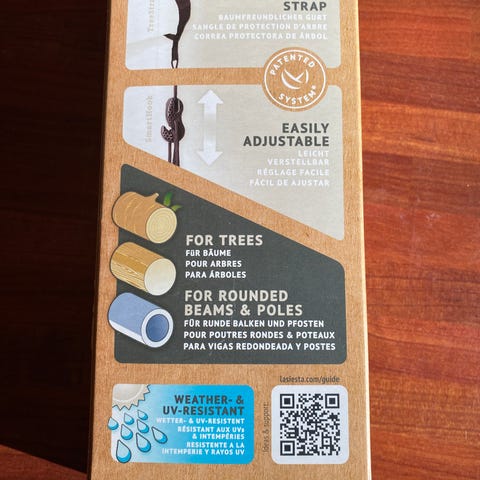 STRAP
BAUMFREUNDLICHER GURT
SANGLE DE PROTECTION D'ARBRE
CORREA PROTECTORA DE ÁRBOL
PATENTED
SYSTEM
SmartHook
EASILY
ADJUSTABLE
LEICHT
VERSTELLBAR
RÉGLAGE FACILE
FÁCIL DE AJUSTAR
FOR TREES
FÜR BÄUME
POUR ARBRES
PARA ÁRBOLES
FOR ROUNDED
BEAMS & POLES
FÜR RUNDE BALKEN UND PFOSTEN
POUR POUTRES RONDES & POTEAUX
PARA VIGAS REDONDEADA Y POSTES
lasiesta.com/guide
WEATHER- &
UV-RESISTANT
WETTER- & UV-RESISTENT
RÉSISTANT AUX UVs
& INTEMPÉRIES
RESISTENTE A LA
INTEMPERIE Y RAYOS UV
Ideas & support: